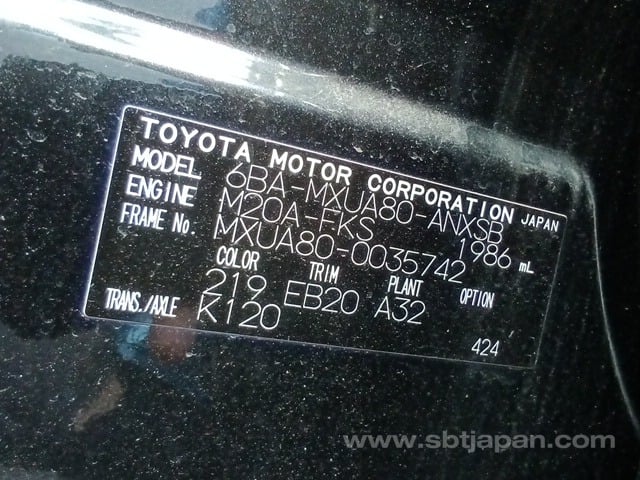 TOYOTA MOTOR CORPORATION JAPAN
MODEL 6BA-MXUA80-ANXSB
ENGINE M20A-FKS 1986 mL
FRAME No. MXUA80-0035742
COLOR TRIM PLANT OPTION
219 EB20 A32
TRANS./AXLE K120
424
www.sbtjapan.com